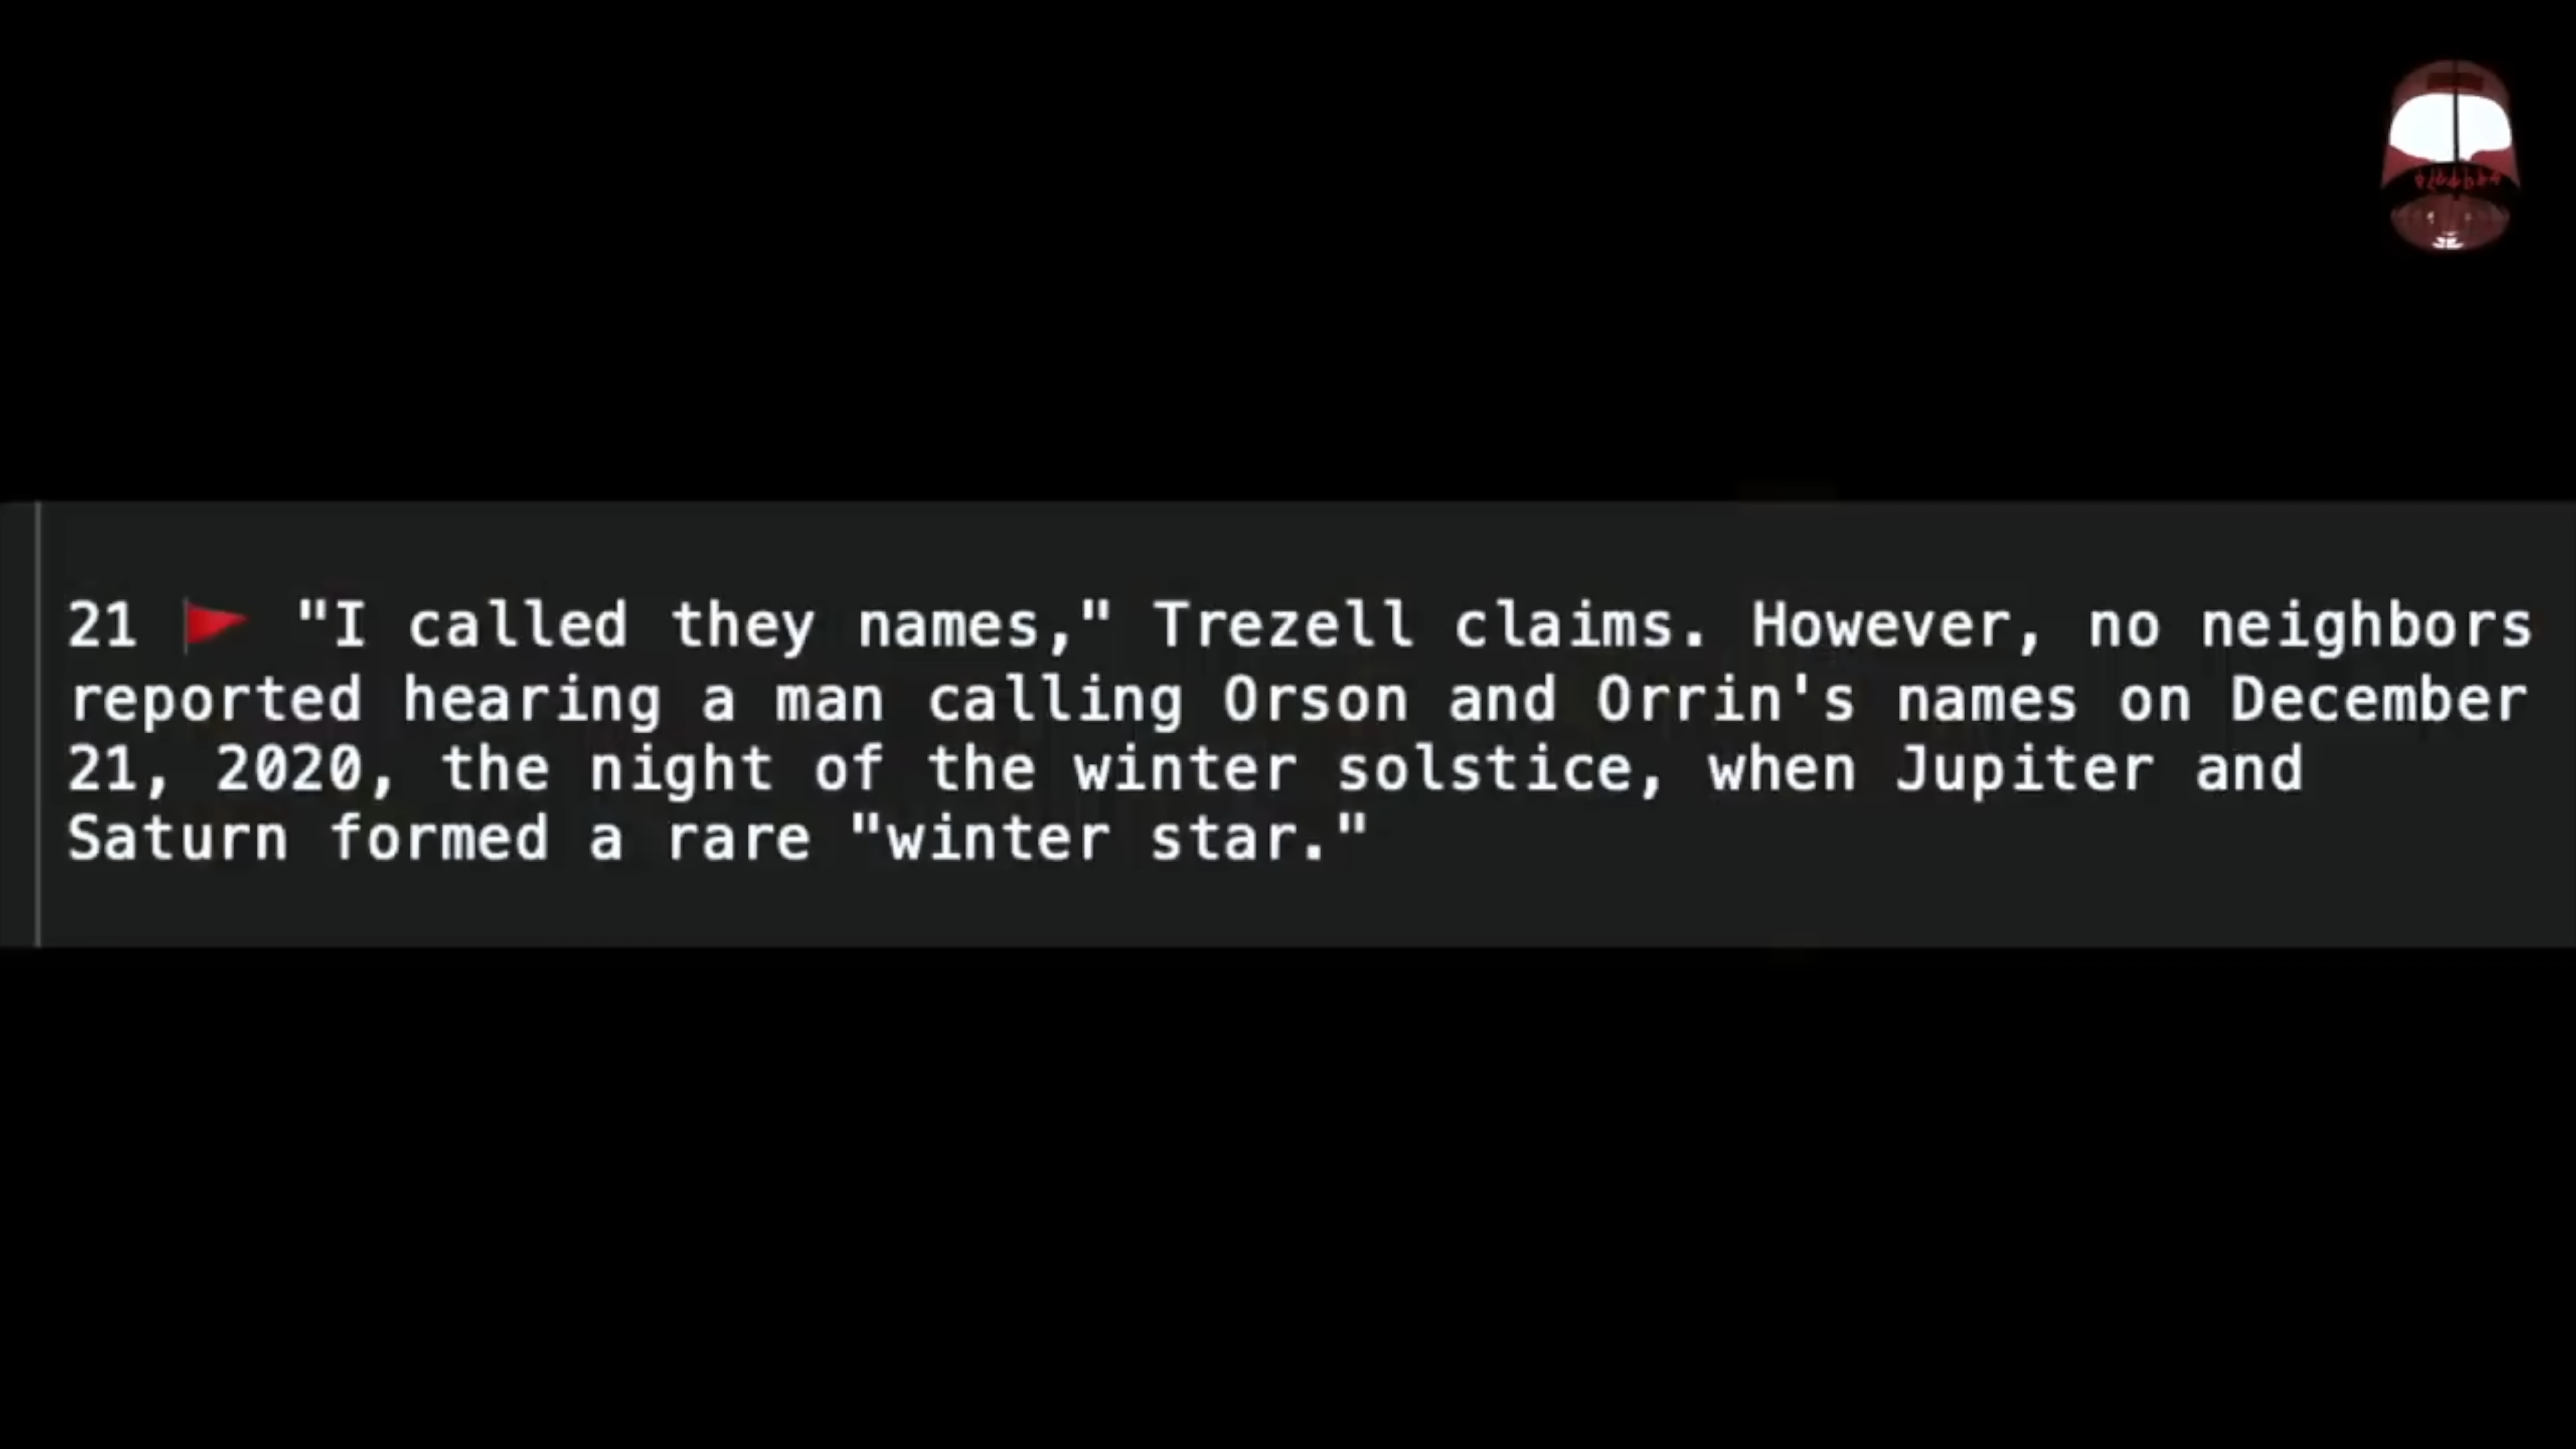 21 🚩 "I called they names," Trezell claims. However, no neighbors
reported hearing a man calling Orson and Orrin's names on December
21, 2020, the night of the winter solstice, when Jupiter and
Saturn formed a rare "winter star."